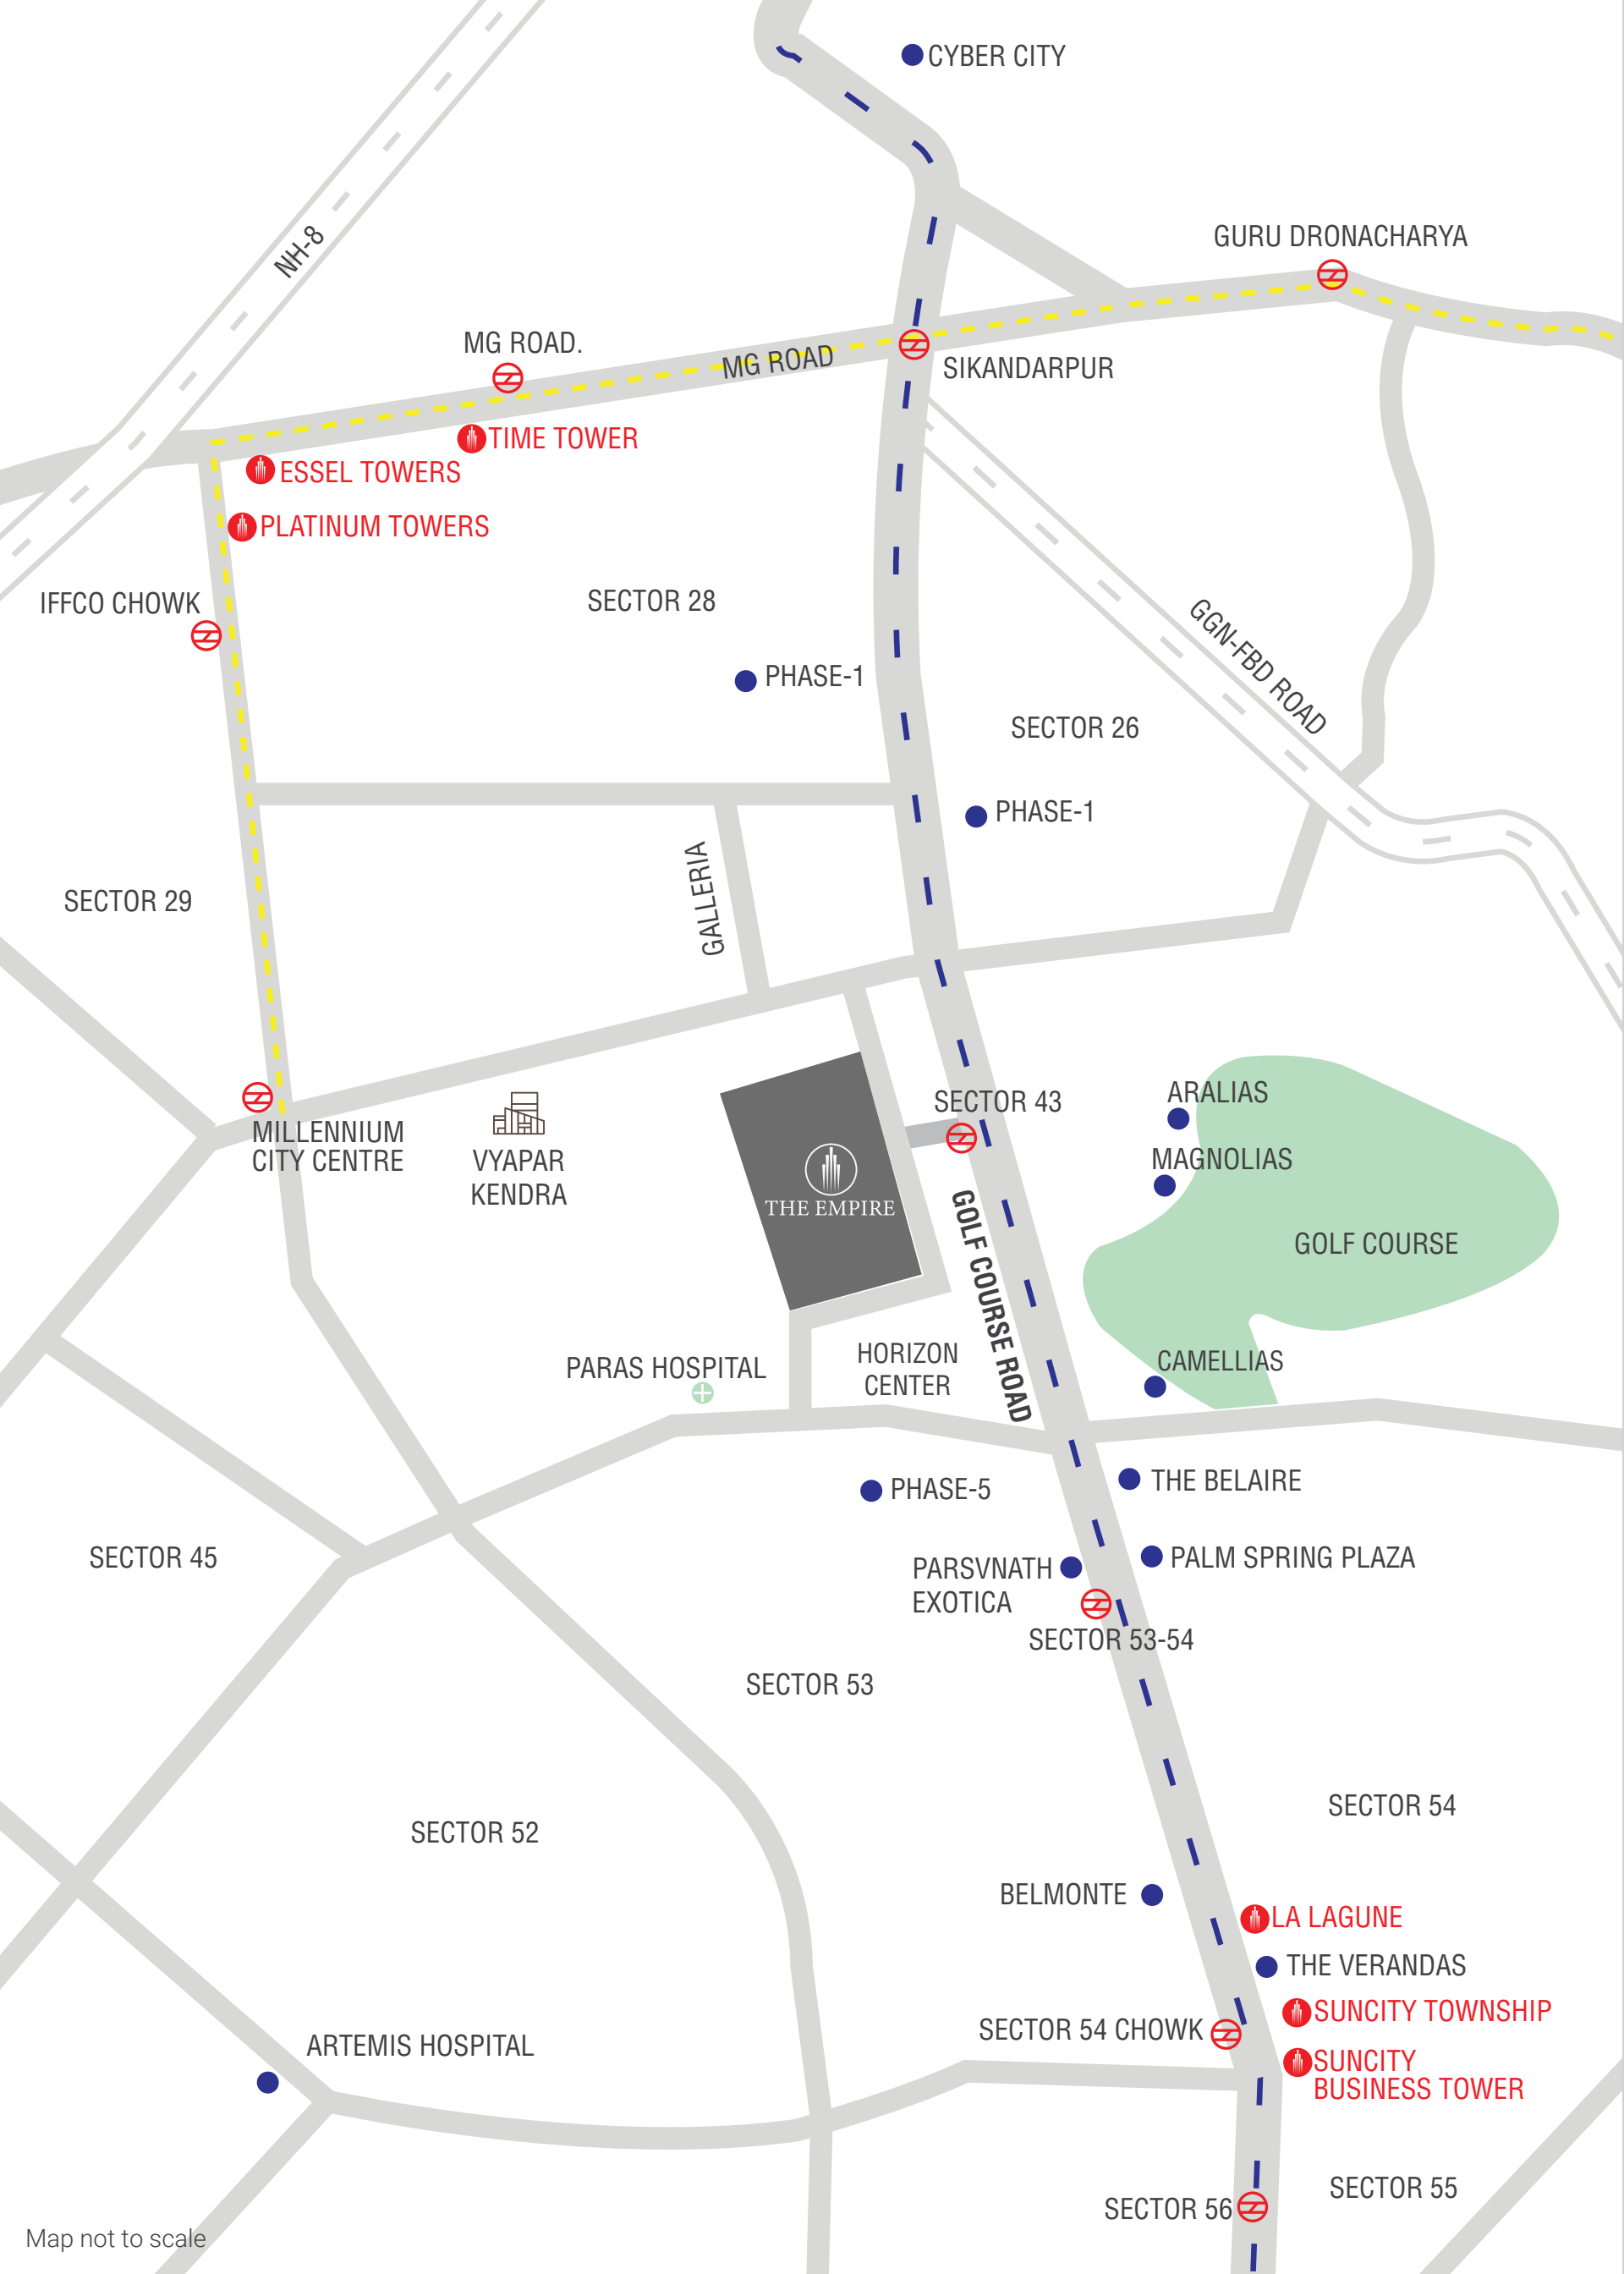 CYBER CITY
NH-8
GURU DRONACHARYA
MG ROAD.
MG ROAD
SIKANDARPUR
TIME TOWER
ESSEL TOWERS
PLATINUM TOWERS
IFFCO CHOWK
SECTOR 28
GGN-FBD ROAD
PHASE-1
SECTOR 26
PHASE-1
GALLERIA
SECTOR 29
ARALIAS
SECTOR 43
MILLENNIUM
CITY CENTRE
VYAPAR
KENDRA
MAGNOLIAS
THE EMPIRE
GOLF COURSE
GOLF COURSE ROAD
HORIZON
CENTER
PARAS HOSPITAL
CAMELLIAS
THE BELAIRE
PHASE-5
SECTOR 45
PALM SPRING PLAZA
PARSVNATH
EXOTICA
SECTOR 53-54
SECTOR 53
SECTOR 54
SECTOR 52
BELMONTE
LA LAGUNE
THE VERANDAS
SUNCITY TOWNSHIP
SECTOR 54 CHOWK
ARTEMIS HOSPITAL
SUNCITY
BUSINESS TOWER
SECTOR 55
SECTOR 56
Map not to scale